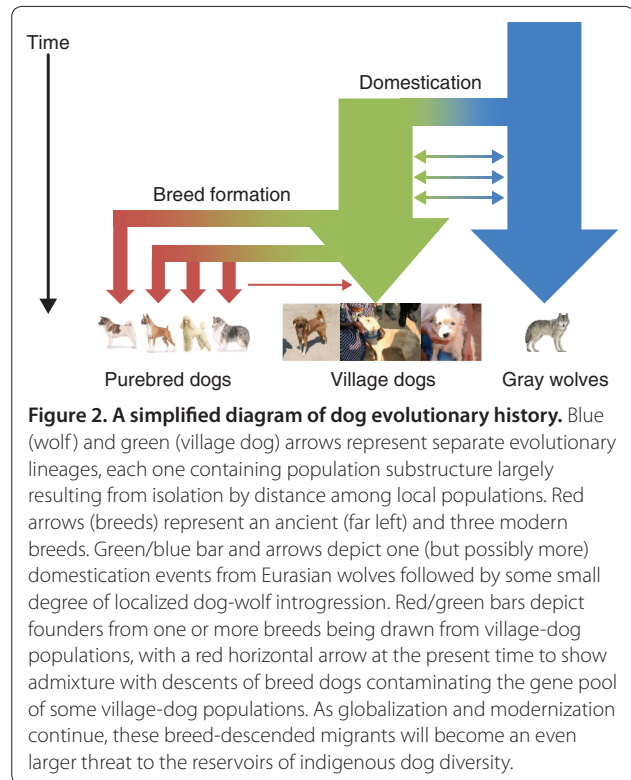 Time
Domestication
Breed formation
Purebred dogs
Village dogs
Gray wolves
Figure 2. A simplified diagram of dog evolutionary history. Blue
(wolf) and green (village dog) arrows represent separate evolutionary
lineages, each one containing population substructure largely
resulting from isolation by distance among local populations. Red
arrows (breeds) represent an ancient (far left) and three modern
breeds. Green/blue bar and arrows depict one (but possibly more)
domestication events from Eurasian wolves followed by some small
degree of localized dog-wolf introgression. Red/green bars depict
founders from one or more breeds being drawn from village-dog
populations, with a red horizontal arrow at the present time to show
admixture with descents of breed dogs contaminating the gene pool
of some village-dog populations. As globalization and modernization
continue, these breed-descended migrants will become an even
larger threat to the reservoirs of indigenous dog diversity.